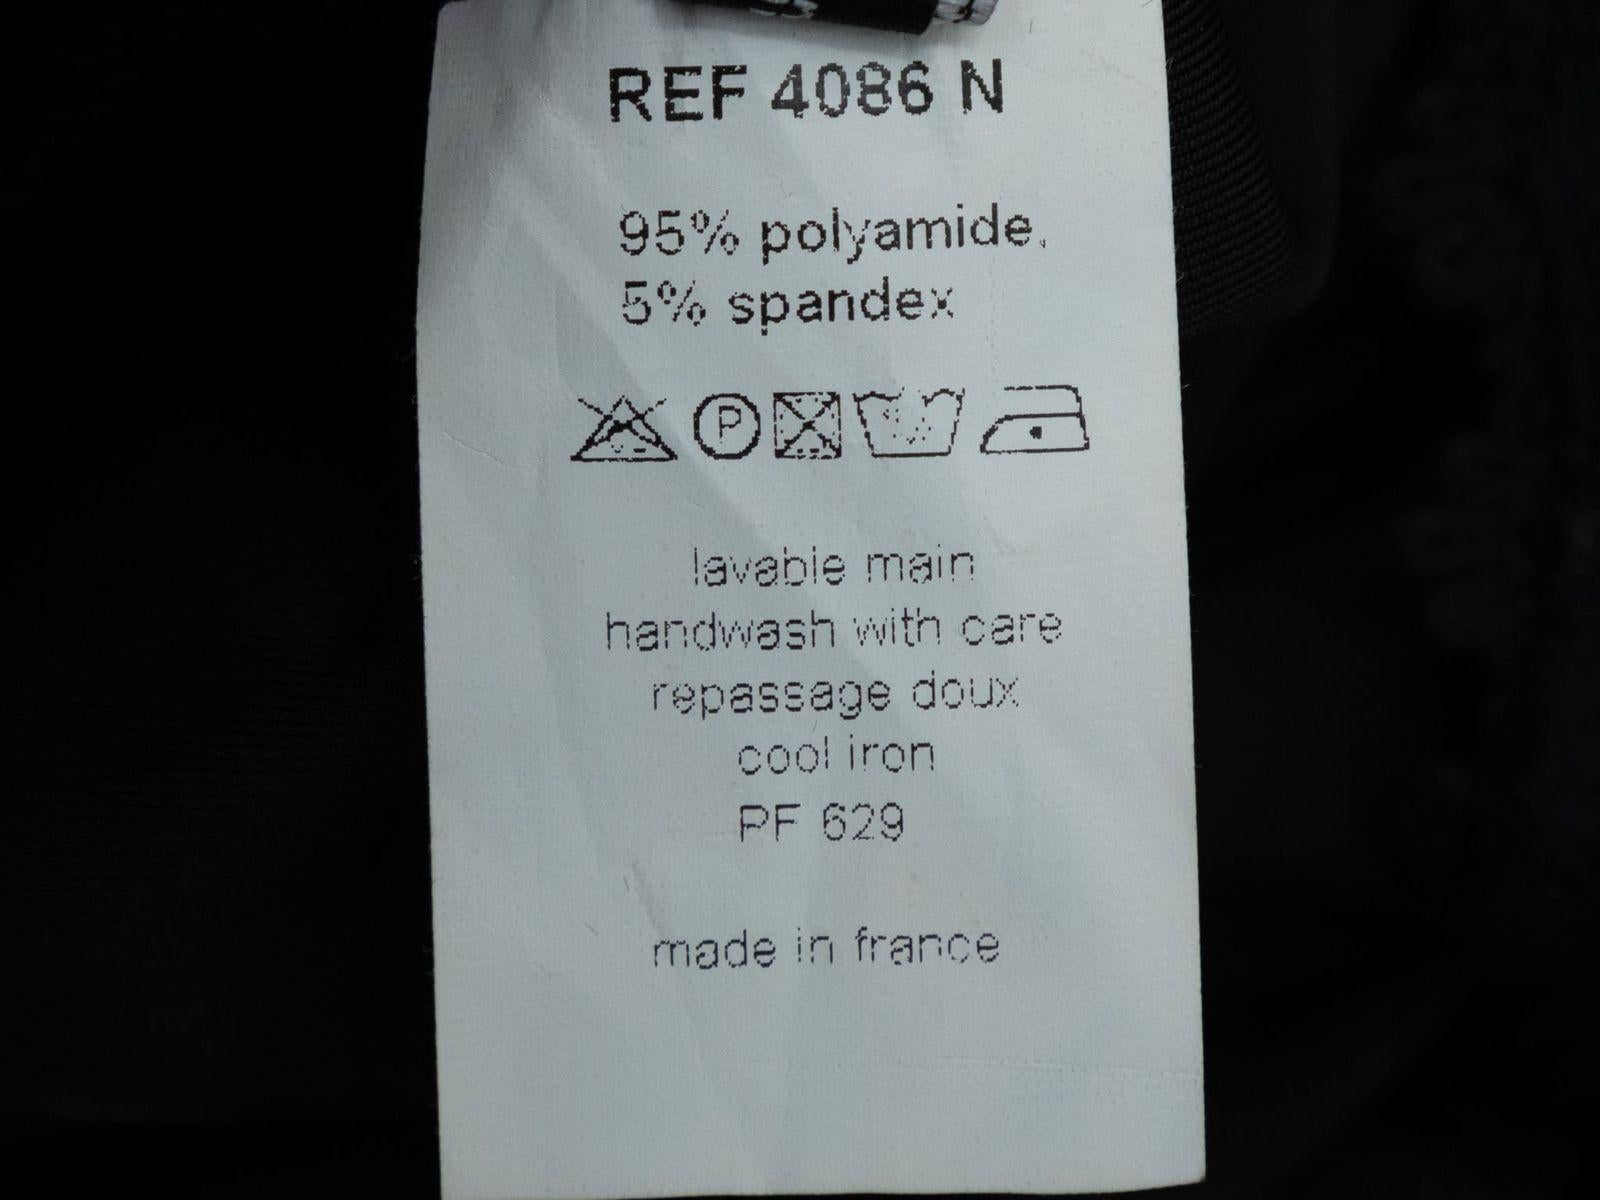 REF 4086 N
95% polyamide,
5% spandex
P
lavable main
handwash with care
repassage doux
cool iron
PF 629
made in france